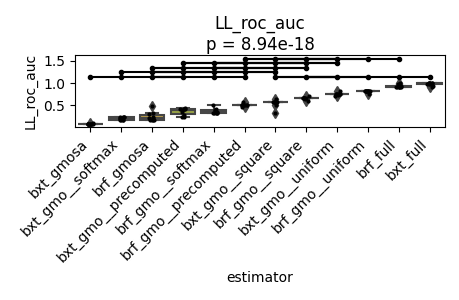 LL_roc_auc
p = 8.94e-18
LL_roc_auc
1.5
1.0
0.5
bxt_gmosa
bxt_gmo__softmax
brf_gmosa
bxt_gmo__precomputed
brf_gmo__softmax
brf_gmo__precomputed
bxt_gmo__square
brf_gmo__square
bxt_gmo__uniform
brf_gmo__uniform
brf_full
bxt_full
estimator